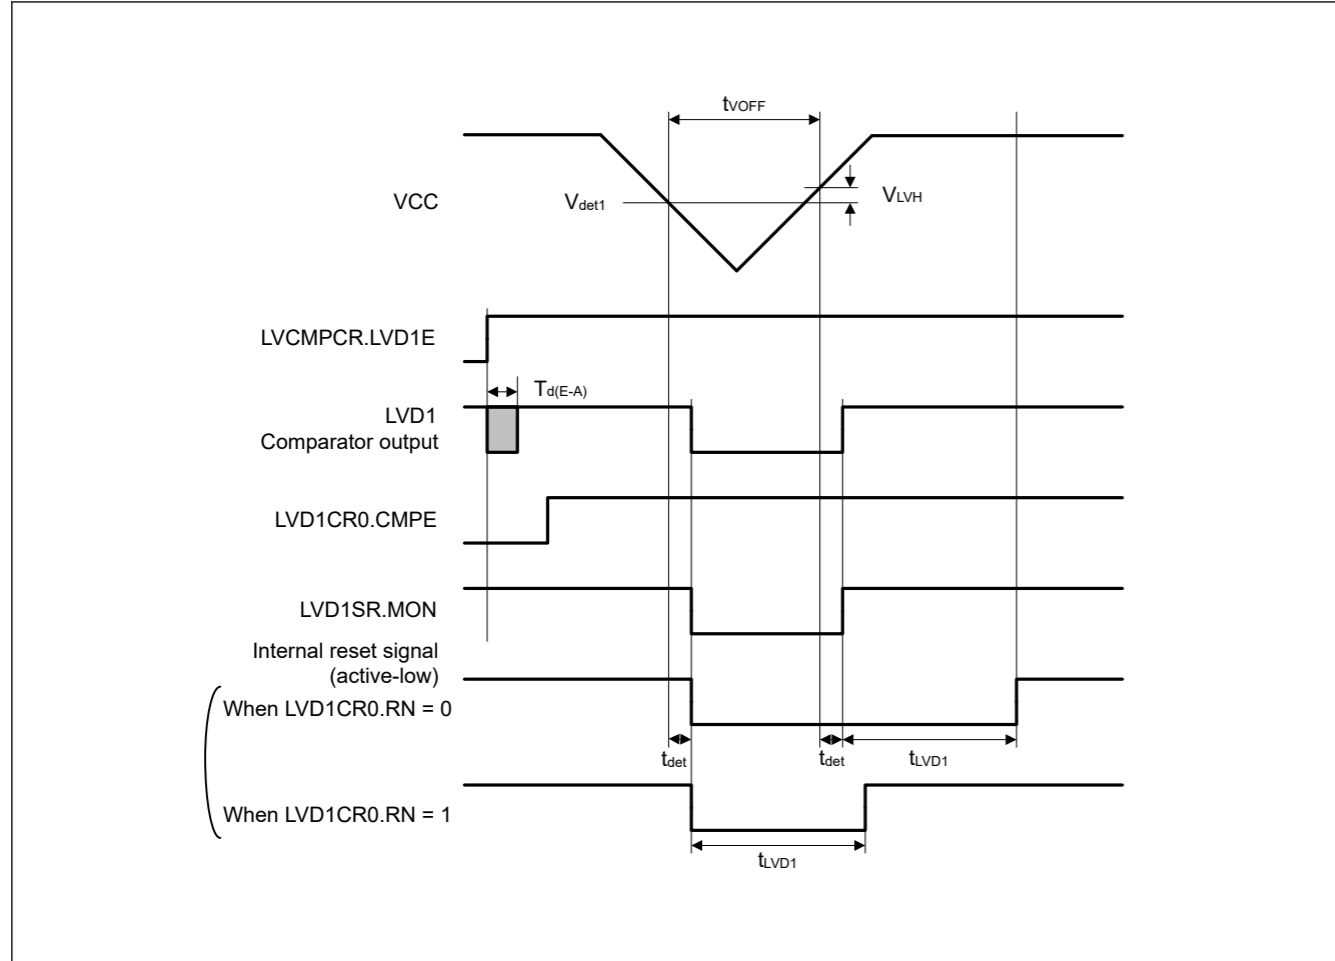 tVOFF
VCC
Vdet1
VLVH
LVCMPCR.LVD1E
Td(E-A)
LVD1
Comparator output
LVD1CR0.CMPE
LVD1SR.MON
Internal reset signal
(active-low)
When LVD1CR0.RN = 0
tdet
tdet
tLVD1
When LVD1CR0.RN = 1
tLVD1